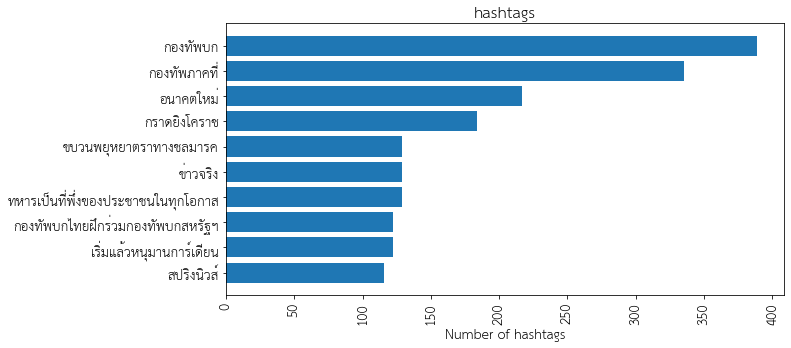 hashtags
กองทัพบก
กองทัพภาคที่
อนาคตใหม่
กราดยิงโคราช
ขบวนพยุหยาตราทางชลมารค
ข่าวจริง
ทหารเป็นที่พึ่งของประชาชนในทุกโอกาส
กองทัพบกไทยฝึกร่วมกองทัพบกสหรัฐฯ
เริ่มแล้วหนุมานการ์เดียน
สปริงนิวส์
0 50 100 150 200 250 300 350 400
Number of hashtags